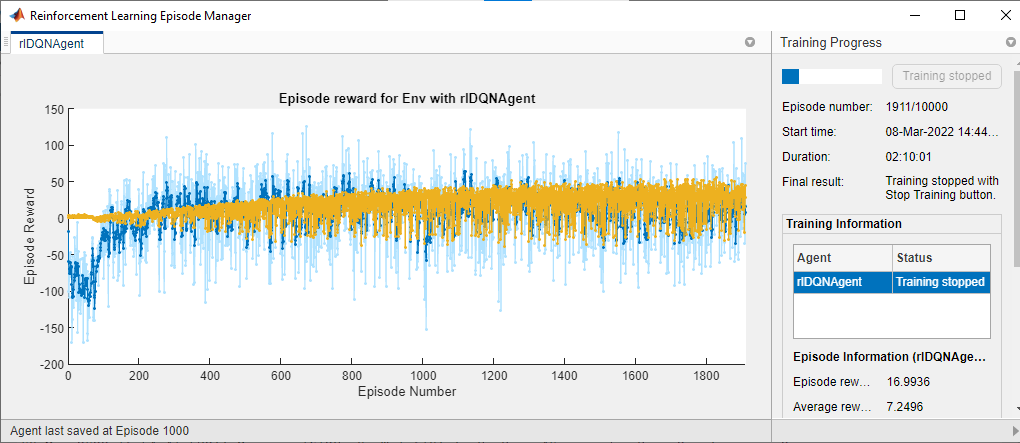 Reinforcement Learning Episode Manager
rlDQNAgent
Episode reward for Env with rlDQNAgent
150
100
50
0
-50
-100
-150
-200
Episode Reward
0
200
400
600
800
1000
1200
1400
1600
1800
Episode Number
Training Progress
Training stopped
Episode number: 1911/10000
Start time: 08-Mar-2022 14:44...
Duration: 02:10:01
Final result: Training stopped with
Stop Training button.
Training Information
Agent Status
rlDQNAgent Training stopped
Episode Information (rlDQNAge...
Episode rew... 16.9936
Average rew... 7.2496
Agent last saved at Episode 1000